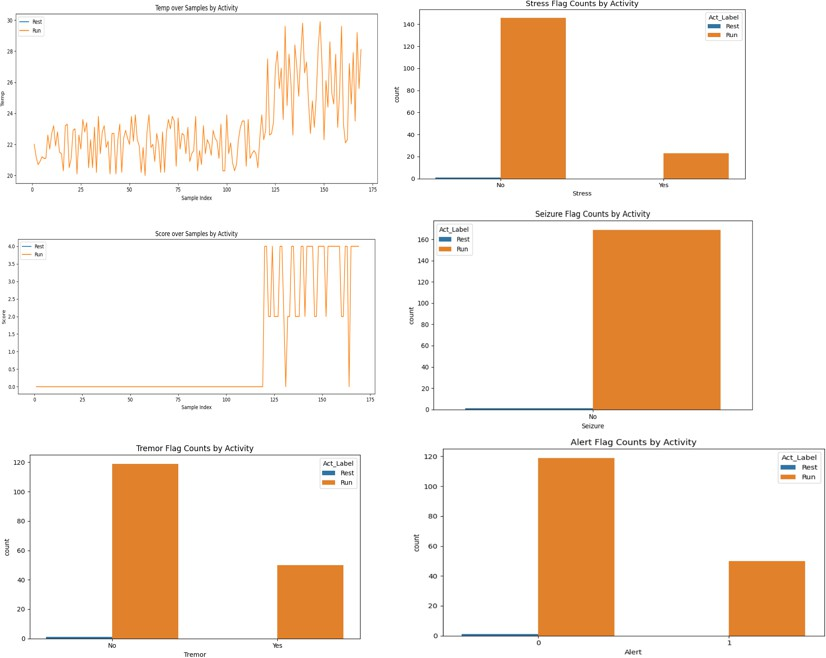 Temp over Samples by Activity
Rest
Run
30
28
26
24
22
20
Temp
0
25
50
75
100
125
150
175
Sample Index
Stress Flag Counts by Activity
Act_Label
Rest
Run
140
120
100
80
60
40
20
0
count
No
Yes
Stress
Score over Samples by Activity
Rest
Run
4.0
3.5
3.0
2.5
2.0
1.5
1.0
0.5
0.0
Score
0
25
50
75
100
125
150
175
Sample Index
Seizure Flag Counts by Activity
Act_Label
Rest
Run
160
140
120
100
80
60
40
20
0
count
No
Seizure
Tremor Flag Counts by Activity
Act_Label
Rest
Run
120
100
80
60
40
20
0
count
No
Yes
Tremor
Alert Flag Counts by Activity
Act_Label
Rest
Run
120
100
80
60
40
20
0
count
0
1
Alert